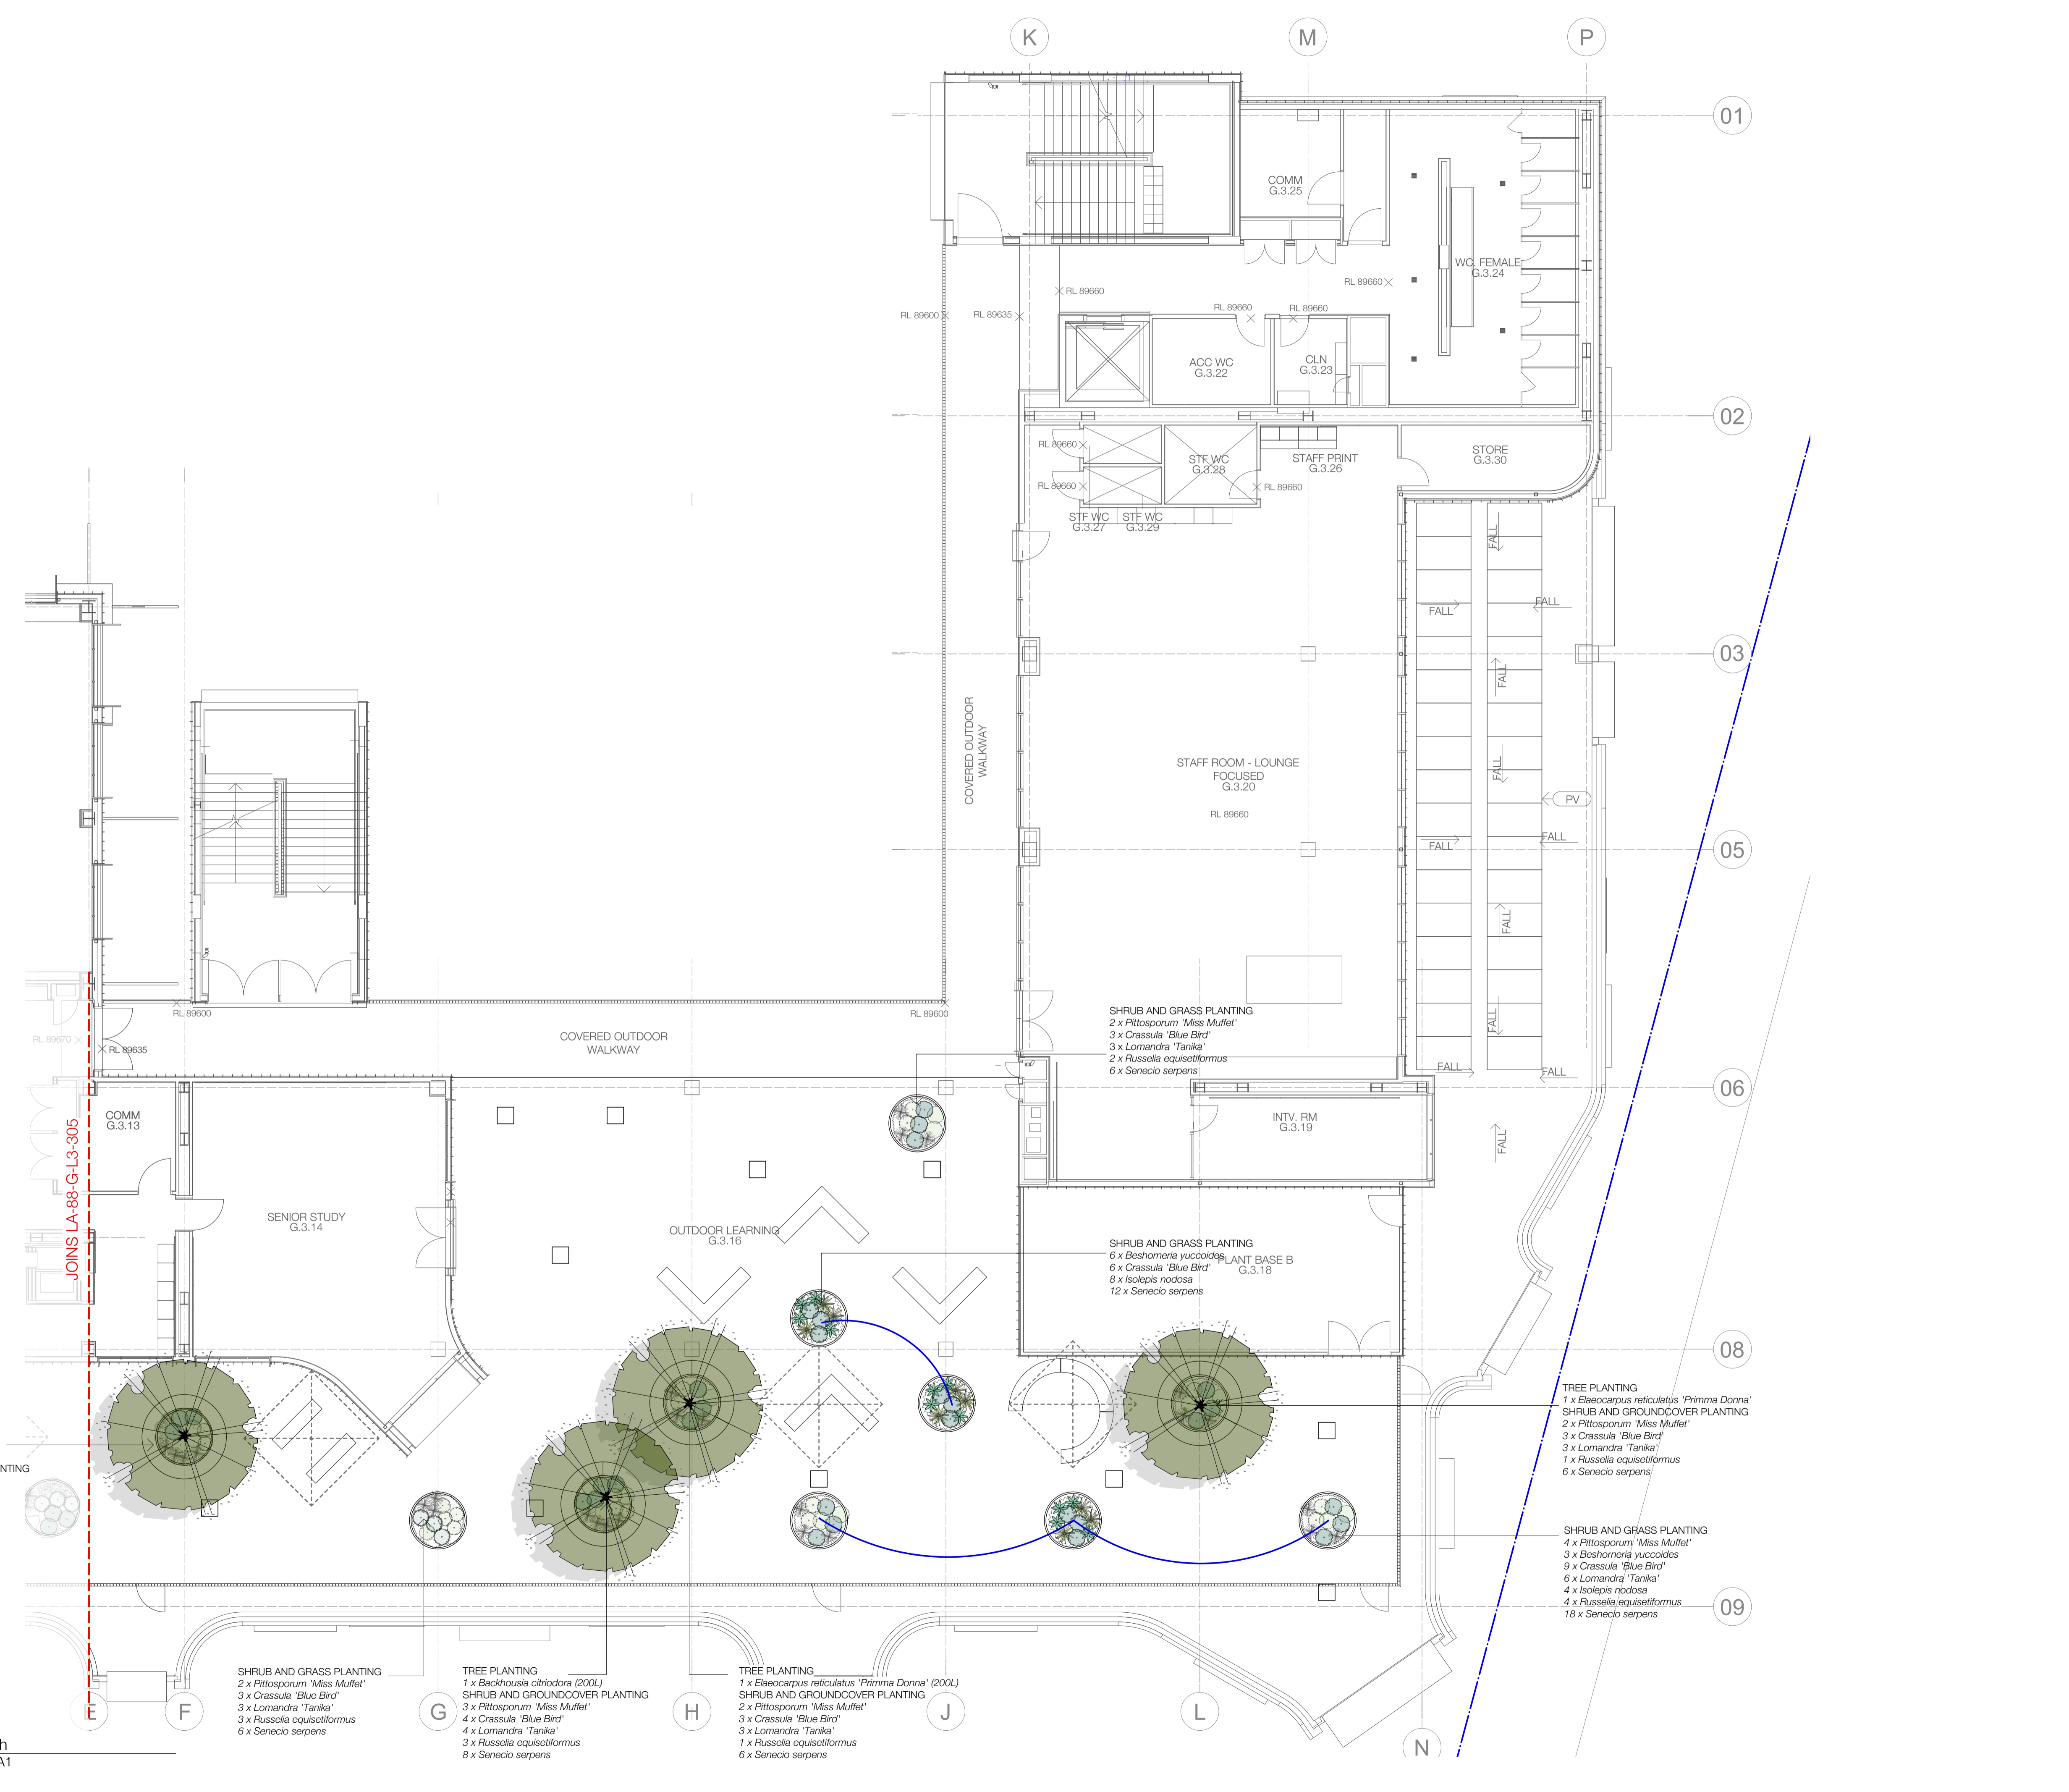 K
M
P
01
COMM
G.3.25
WC. FEMALE
G.3.24
RL 89660
RL 89660
RL 89600
RL 89635
RL 89660
RL 89660
ACC WC
G.3.22
CLN
G.3.23
02
RL 89660
STF WC
G.3.28
STAFF PRINT
G.3.26
STORE
G.3.30
RL 89660
RL 89660
STF WC
G.3.27
STF WC
G.3.29
FALL
FALL
FALL
03
FALL
COVERED OUTDOOR
WALKWAY
STAFF ROOM - LOUNGE
FOCUSED
G.3.20
RL 89660
FALL
PV
FALL
FALL
05
FALL
RL 89600
RL 89600
RL 89670
RL 89635
COVERED OUTDOOR
WALKWAY
SHRUB AND GRASS PLANTING
2 x Pittosporum 'Miss Muffet'
3 x Crassula 'Blue Bird'
3 x Lomandra 'Tanika'
2 x Russelia equisetiformus
6 x Senecio serpens
FALL
FALL
FALL
06
COMM
G.3.13
JOINS LA-88-G-L3-305
INTV. RM
G.3.19
FALL
SENIOR STUDY
G.3.14
OUTDOOR LEARNING
G.3.16
SHRUB AND GRASS PLANTING
6 x Beshorneria yuccoides
6 x Crassula 'Blue Bird'
8 x Isolepis nodosa
12 x Senecio serpens
PLANT BASE B
G.3.18
08
TREE PLANTING
1 x Elaeocarpus reticulatus 'Primma Donna'
SHRUB AND GROUNDCOVER PLANTING
2 x Pittosporum 'Miss Muffet'
3 x Crassula 'Blue Bird'
3 x Lomandra 'Tanika'
1 x Russelia equisetiformus
6 x Senecio serpens
NTING
SHRUB AND GRASS PLANTING
4 x Pittosporum 'Miss Muffet'
3 x Beshorneria yuccoides
9 x Crassula 'Blue Bird'
6 x Lomandra 'Tanika'
4 x Isolepis nodosa
4 x Russelia equisetiformus
18 x Senecio serpens
09
SHRUB AND GRASS PLANTING
2 x Pittosporum 'Miss Muffet'
3 x Crassula 'Blue Bird'
3 x Lomandra 'Tanika'
3 x Russelia equisetiformus
6 x Senecio serpens
TREE PLANTING
1 x Backhousia citriodora (200L)
SHRUB AND GROUNDCOVER PLANTING
3 x Pittosporum 'Miss Muffet'
4 x Crassula 'Blue Bird'
4 x Lomandra 'Tanika'
3 x Russelia equisetiformus
8 x Senecio serpens
TREE PLANTING
1 x Elaeocarpus reticulatus 'Primma Donna' (200L)
SHRUB AND GROUNDCOVER PLANTING
2 x Pittosporum 'Miss Muffet'
3 x Crassula 'Blue Bird'
3 x Lomandra 'Tanika'
1 x Russelia equisetiformus
6 x Senecio serpens
E
F
G
H
J
L
N
h
A1